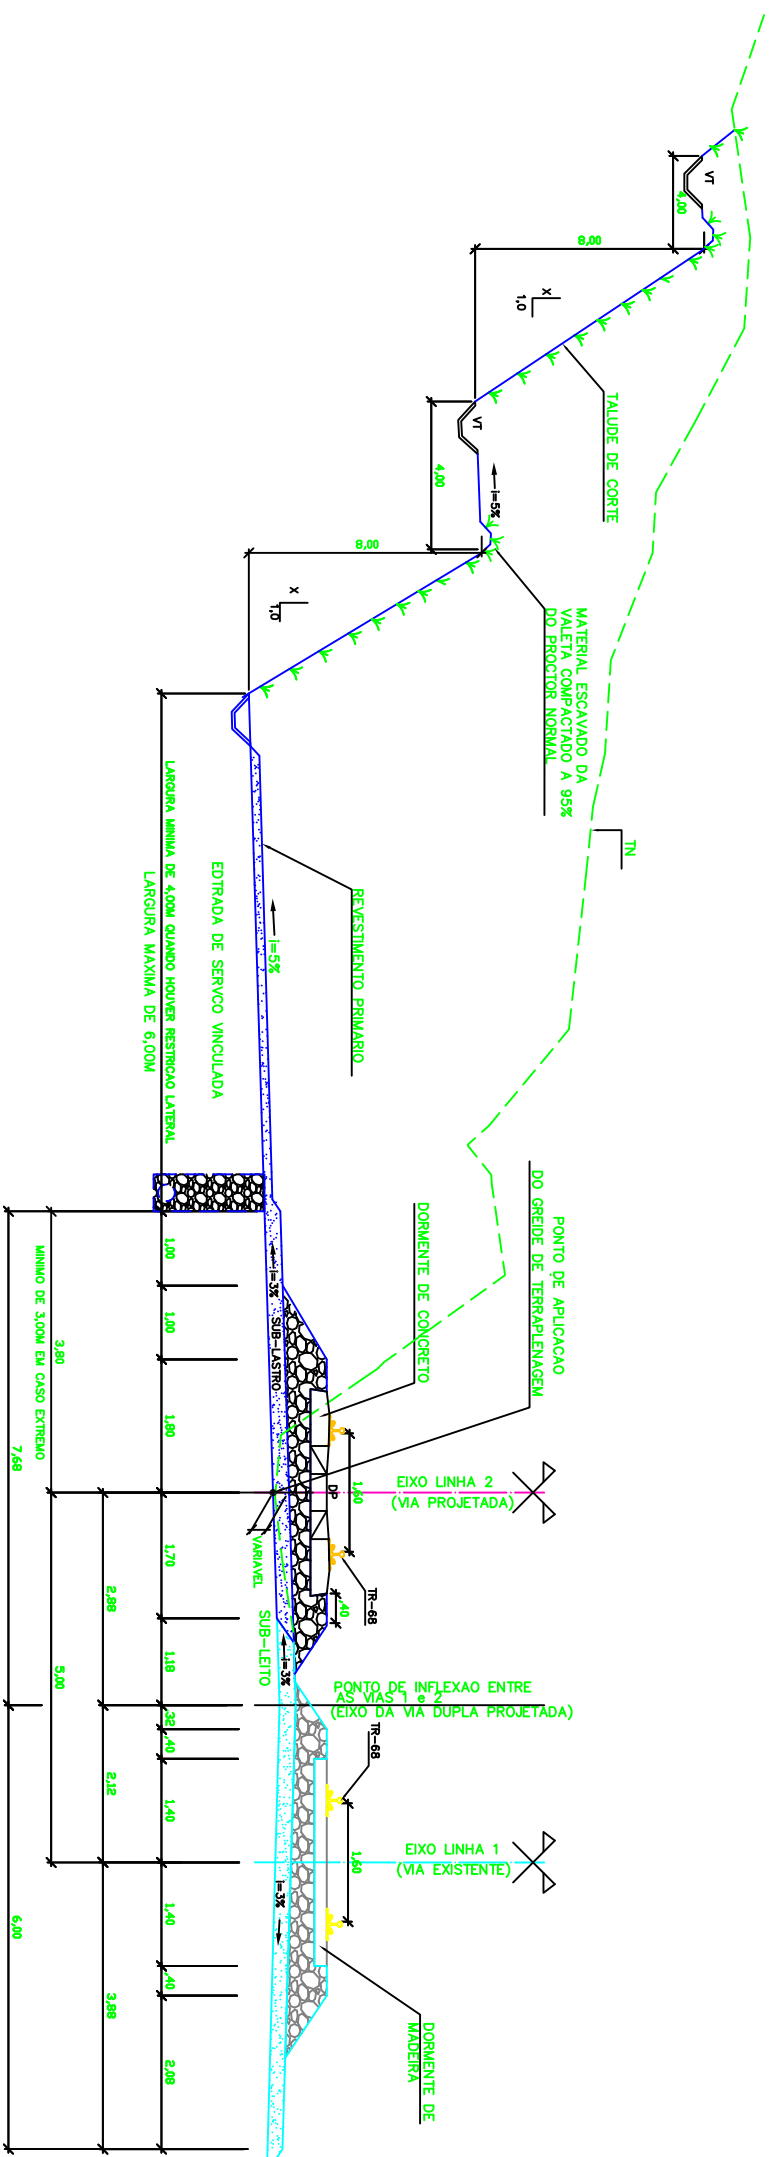 VT
4,00
8,00
X
1,0
TALUDE DE CORTE
VT
4,00
i=5%
8,00
X
1,0
MATERIAL ESCAVADO DA
VALETA COMPACTADO A 95%
DO PROCTOR NORMAL
TN
LARGURA MINIMA DE 4,00M QUANDO HOUVER RESTRICAO LATERAL
LARGURA MAXIMA DE 6,00M
EDTRADA DE SERVCO VINCULADA
i=5%
REVESTIMENTO PRIMARIO
PONTO DE APLICACAO
DO GREIDE DE TERRAPLENAGEM
DORMENTE DE CONCRETO
i=3%
SUB-LASTRO
EIXO LINHA 2
(VIA PROJETADA)
1,60
DP
TR-68
,40
VARIAVEL
SUB-LEITO
i=3%
PONTO DE INFLEXAO ENTRE
AS VIAS 1 e 2
(EIXO DA VIA DUPLA PROJETADA)
TR-68
EIXO LINHA 1
(VIA EXISTENTE)
1,60
i=3%
DORMENTE DE
MADEIRA
1,00
1,00
1,80
1,70
1,18
,32
,40
1,40
1,40
,40
2,08
2,88
2,12
3,88
3,80
MINIMO DE 3,00M EM CASO EXTREMO
5,00
7,68
6,00